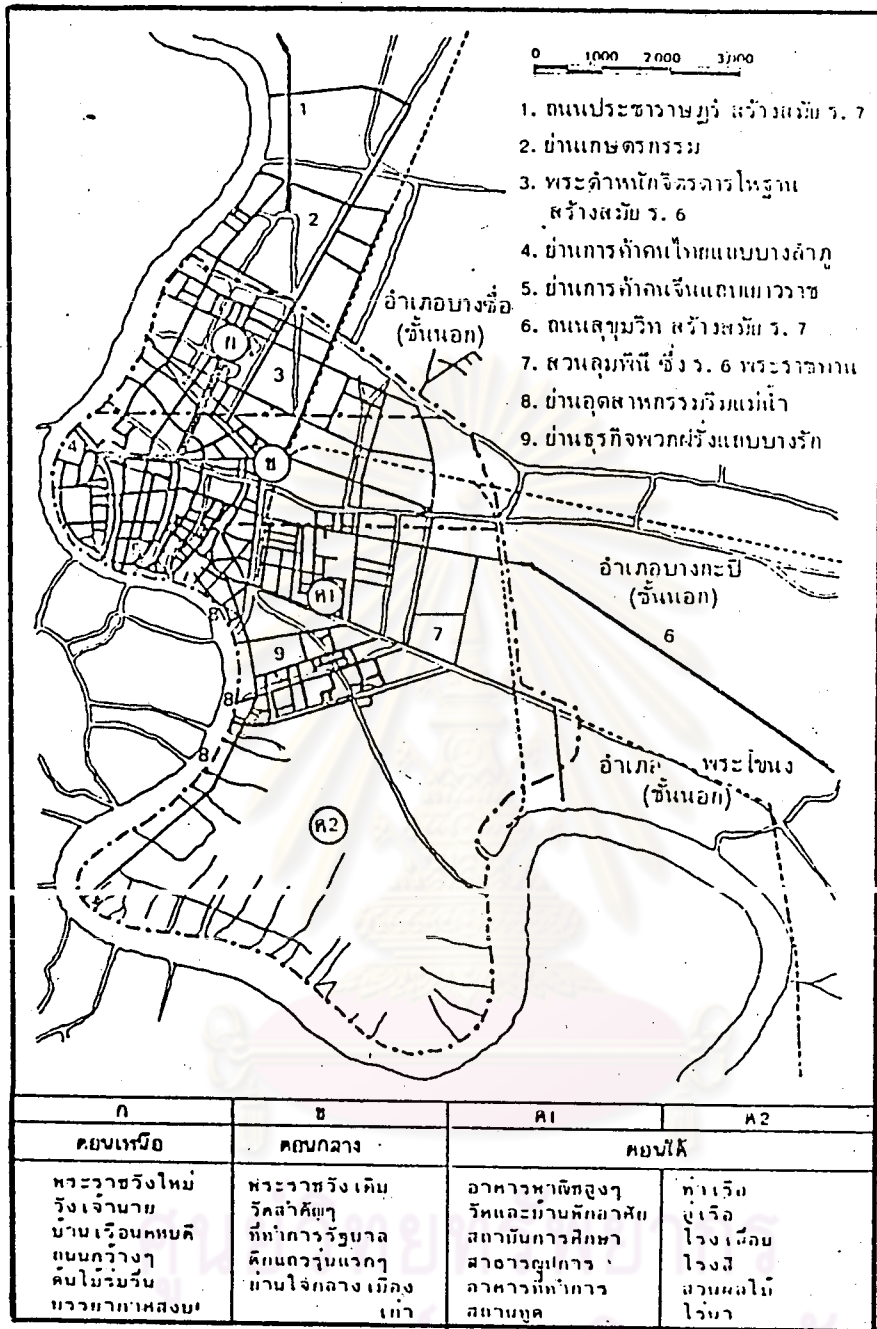 0 1000 2000 3000
1. ถนนประชาราษฎร์ สร้างสมัย ร. 7
2. ย่านเกษตรกรรม
3. พระตำหนักจิตรลดารโหฐาน
สร้างสมัย ร. 6
4. ย่านการค้าคนไทยแถบบางลำภู
5. ย่านการค้าคนจีนแถบเยาวราช
6. ถนนสุขุมวิท สร้างสมัย ร. 7
7. สวนลุมพินี ซึ่ง ร. 6 พระราชทาน
8. ย่านอุตสาหกรรมริมแม่น้ำ
9. ย่านธุรกิจพวกฝรั่งแถบบางรัก
1
2
อำเภอบางซื่อ
(ชั้นนอก)
ก
3
4
ข
อำเภอบางกะปิ
(ชั้นนอก)
ค1
8
7
6
9
8
8
อำเภอ พระโขนง
(ชั้นนอก)
ค2
ก ข ค1 ค2
ตอนเหนือ ตอนกลาง ตอนใต้
พระราชวังใหม่ พระราชวังเดิม อาคารพาณิชสูงๆ ท่าเรือ
วังเจ้านาย วัดสำคัญๆ วัดและบ้านพักอาศัย อู่เรือ
บ้านเรือนคหบดี ที่ทำการรัฐบาล สถาบันการศึกษา โรงเลื่อย
ถนนกว้างๆ ตึกแถวรุ่นแรกๆ สาธารณูปการ โรงสี
ต้นไม้ร่มรื่น ย่านใจกลางเมือง อาคารที่ทำการ สวนผลไม้
บรรยากาศสงบ เก่า สถานทูต ไร่นา